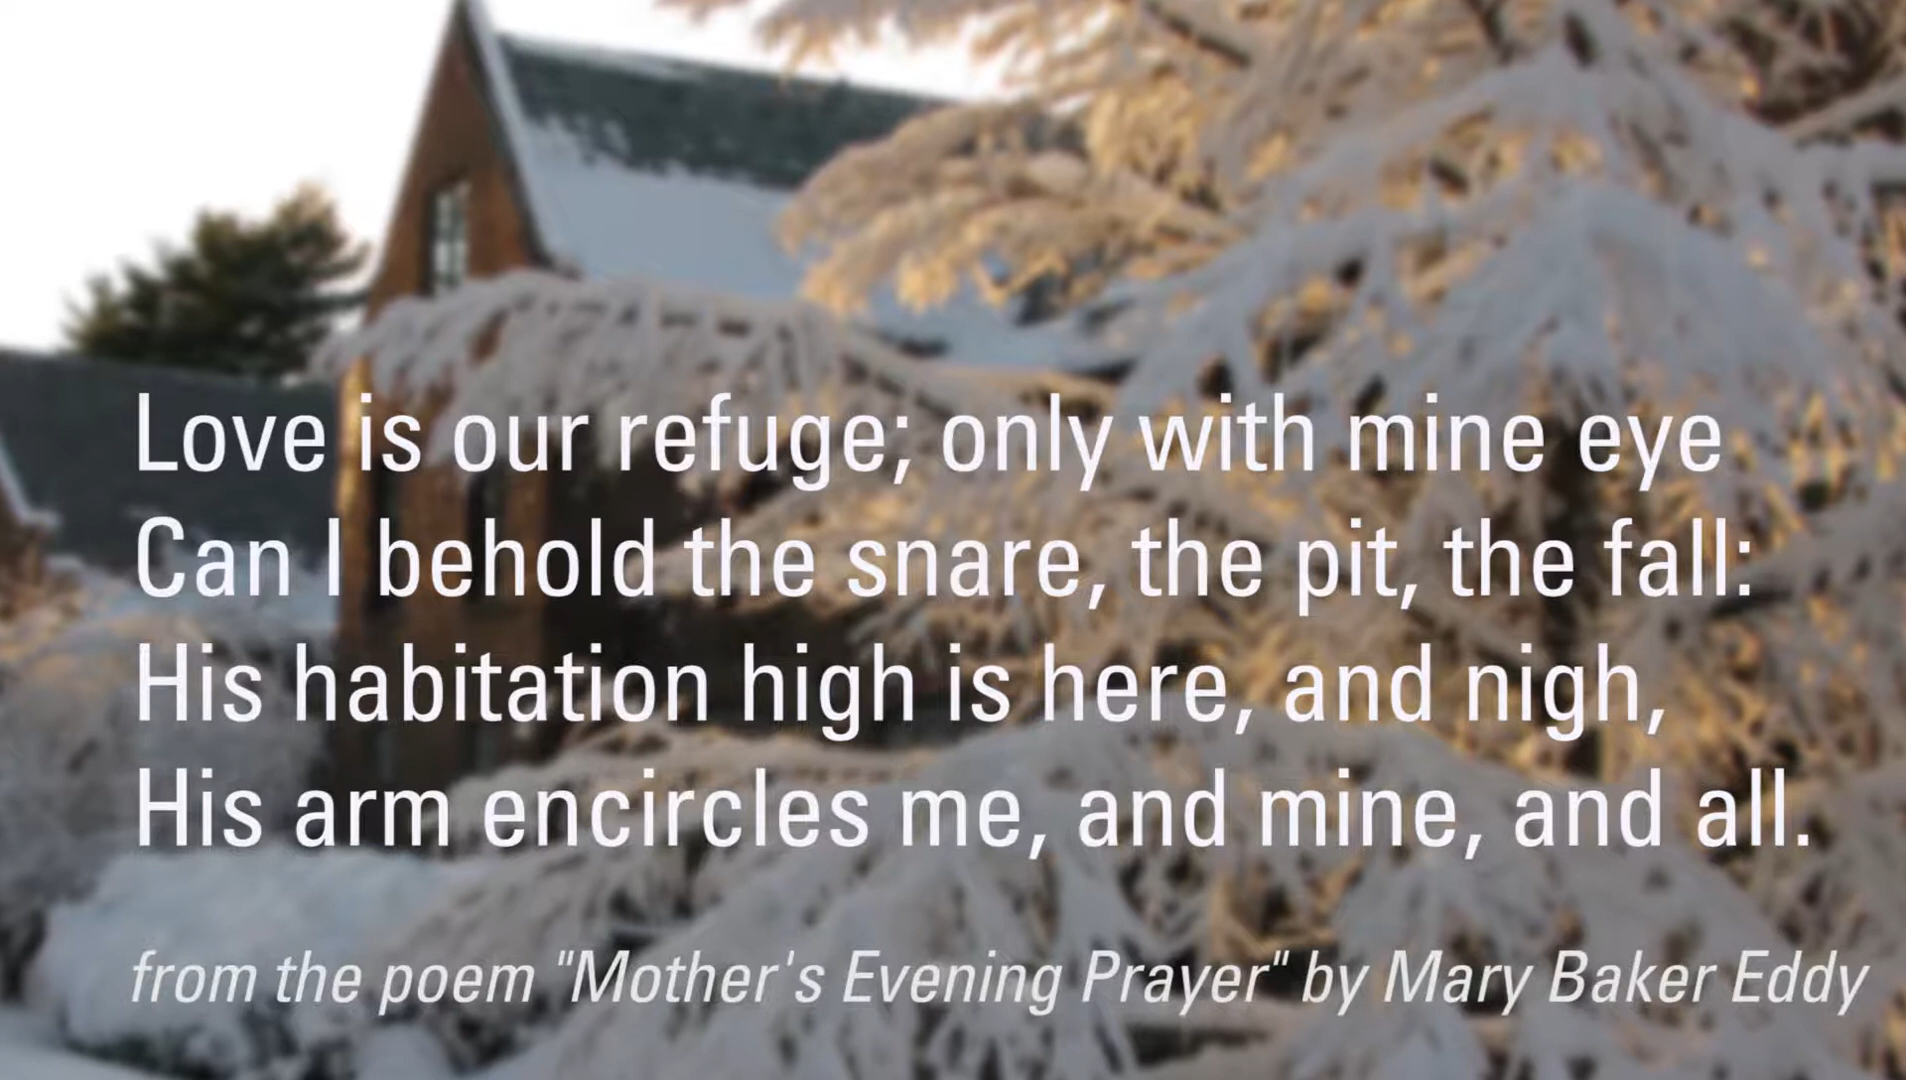 Love is our refuge; only with mine eye
Can I behold the snare, the pit, the fall:
His habitation high is here, and nigh,
His arm encircles me, and mine, and all.
from the poem "Mother's Evening Prayer" by Mary Baker Eddy